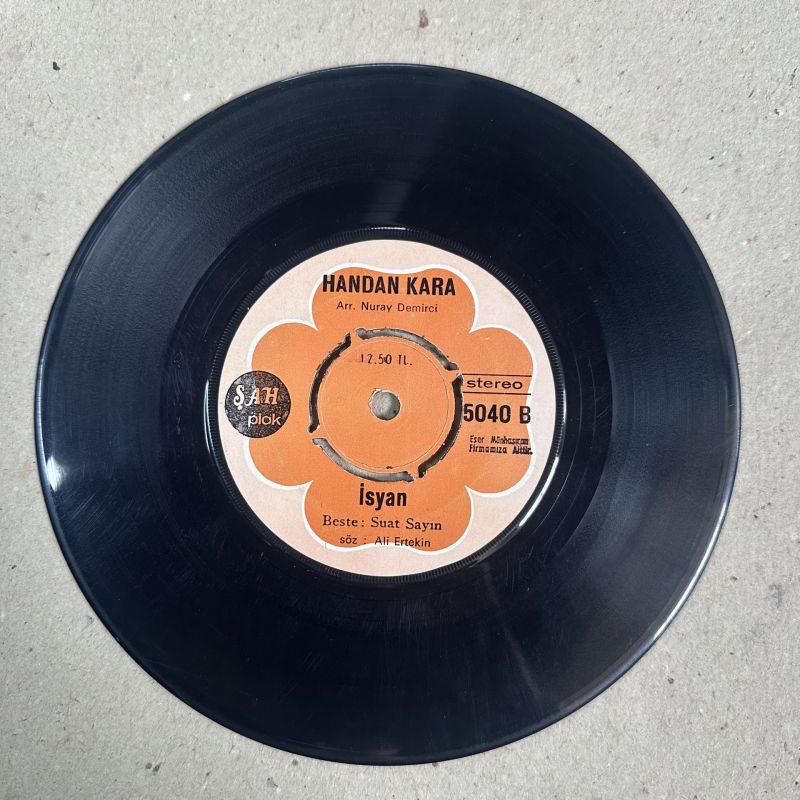 HANDAN KARA
Arr. Nuray Demirci
12.50 TL.
ŞAH
plak
stereo
5040 B
Eser Münhasıran
Firmamıza Aittir.
İsyan
Beste: Suat Sayın
söz : Ali Ertekin